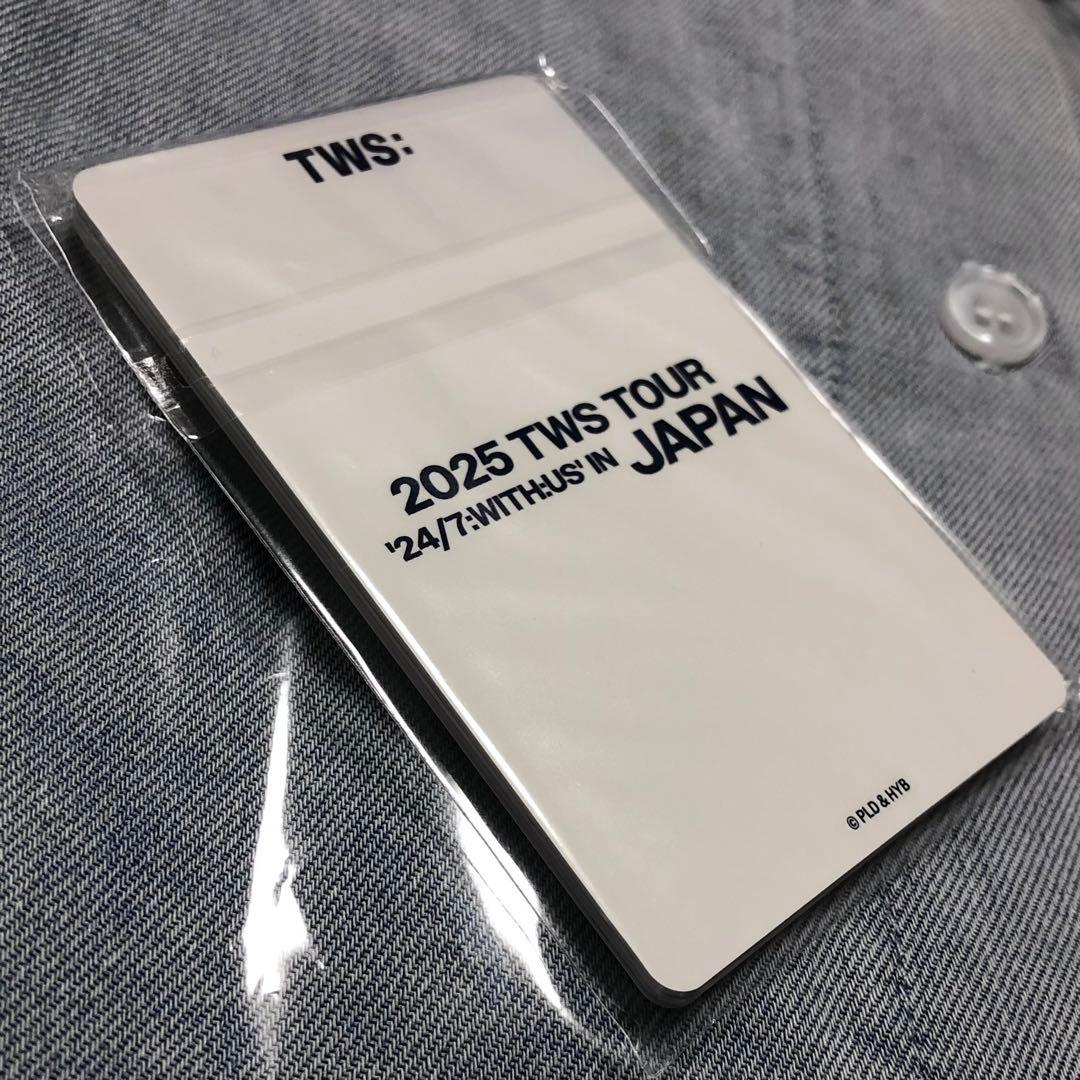 TWS:
2025 TWS TOUR
'24/7:WITH:US' IN JAPAN
© PLD & HYB